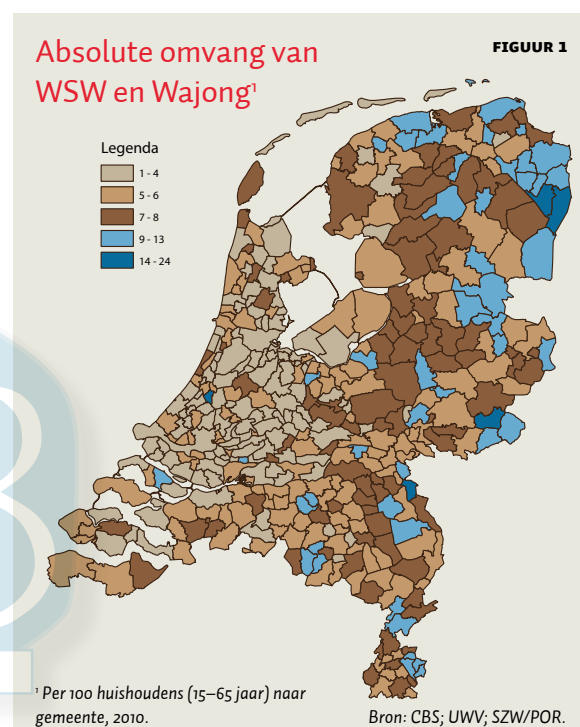 Absolute omvang van
WSW en Wajong¹
FIGUUR 1
Legenda
1 - 4
5 - 6
7 - 8
9 - 13
14 - 24
¹ Per 100 huishoudens (15–65 jaar) naar
gemeente, 2010.
Bron: CBS; UWV; SZW/POR.